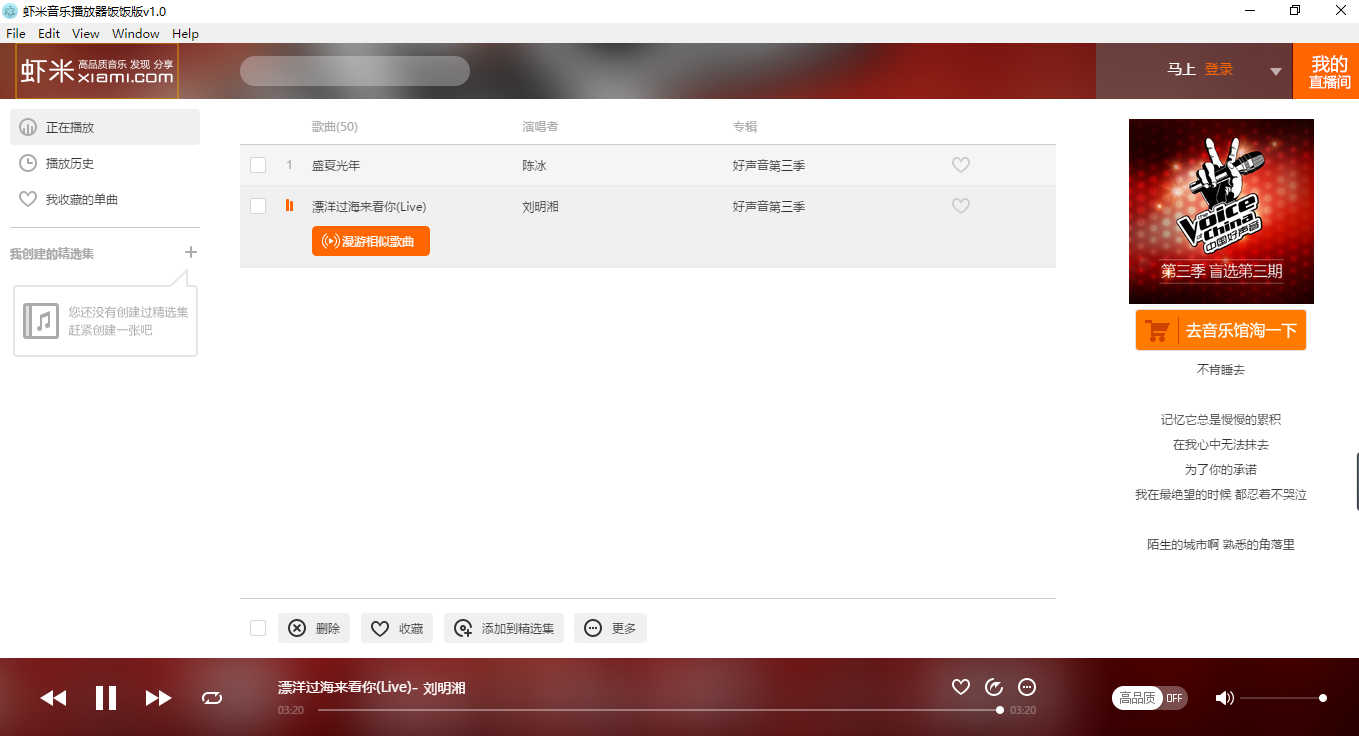 虾米音乐播放器饭饭版v1.0
File Edit View Window Help
虾米 高品质音乐 发现 分享
xiami.com
马上 登录
我的
直播间
正在播放
播放历史
我收藏的单曲
我创建的精选集
您还没有创建过精选集
赶紧创建一张吧
歌曲(50) 演唱者 专辑
1 盛夏光年 陈冰 好声音第三季
漂洋过海来看你(Live) 刘明湘 好声音第三季
漫游相似歌曲
The Voice of China
中国好声音
第三季 盲选第三期
去音乐馆淘一下
不肯睡去
记忆它总是慢慢的累积
在我心中无法抹去
为了你的承诺
我在最绝望的时候 都忍着不哭泣
陌生的城市啊 熟悉的角落里
删除 收藏 添加到精选集 更多
漂洋过海来看你(Live)- 刘明湘
03:20 03:20
高品质 OFF